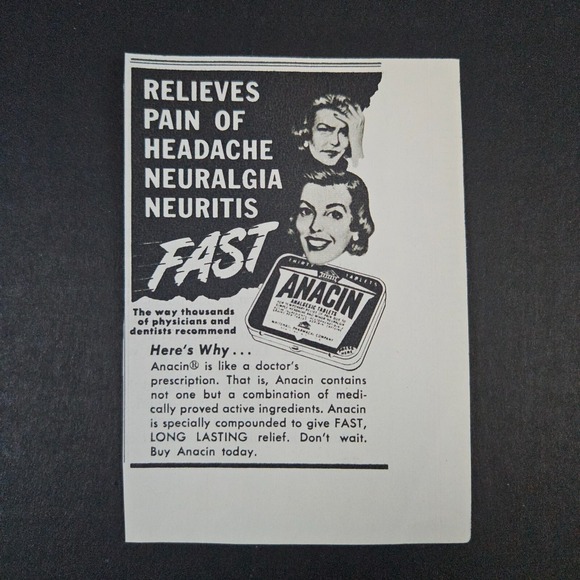 RELIEVES
PAIN OF
HEADACHE
NEURALGIA
NEURITIS
FAST
The way thousands
of physicians and
dentists recommend
THIRTY TABLETS
ANACIN
ANALGESIC TABLETS
Here's Why...
Anacin® is like a doctor's
prescription. That is, Anacin contains
not one but a combination of medi-
cally proved active ingredients. Anacin
is specially compounded to give FAST,
LONG LASTING relief. Don't wait.
Buy Anacin today.